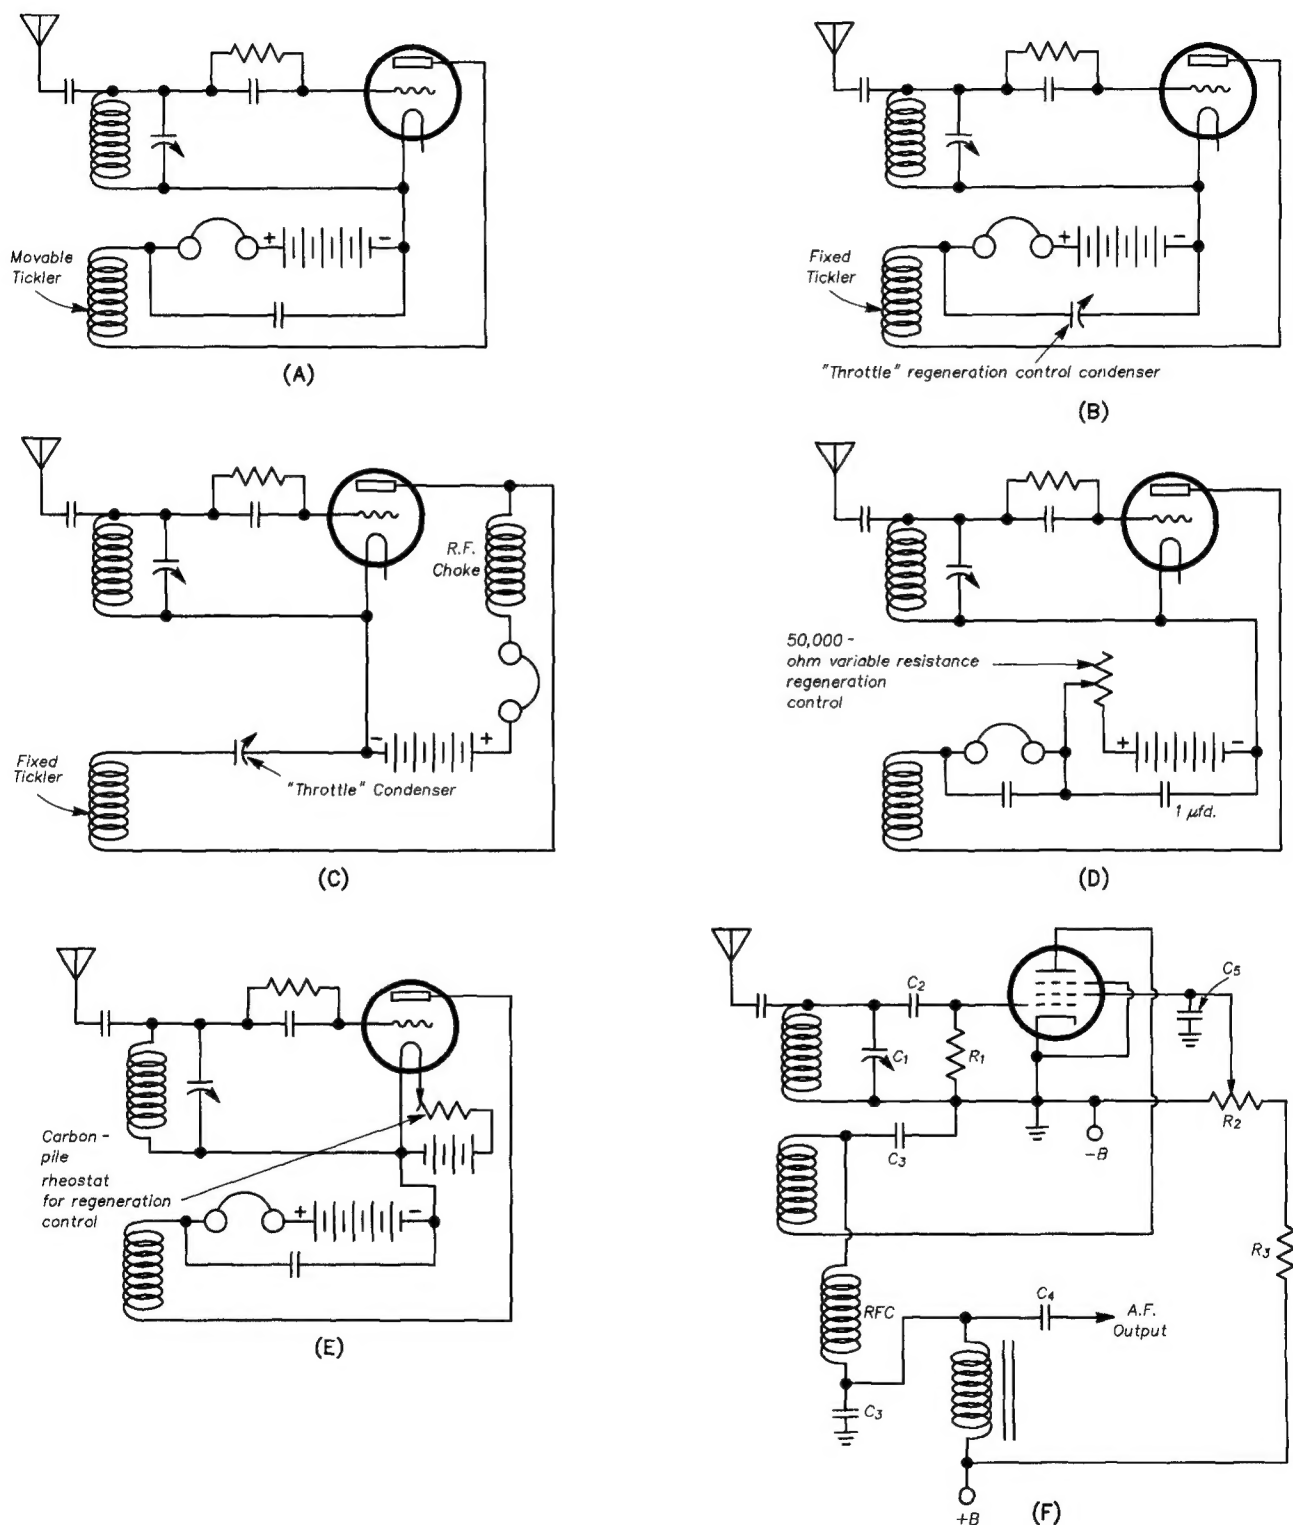 Movable
Tickler
+
-
(A)
Fixed
Tickler
+
-
"Throttle" regeneration control condenser
(B)
R.F.
Choke
-
+
Fixed
Tickler
"Throttle" Condenser
(C)
50,000 -
ohm variable resistance
regeneration
control
+
-
1 µfd.
(D)
Carbon -
pile
rheostat
for regeneration
control
+
-
(E)
C2
C5
C1
R1
R2
C3
-B
R3
RFC
C4
A.F.
Output
C3
+B
(F)